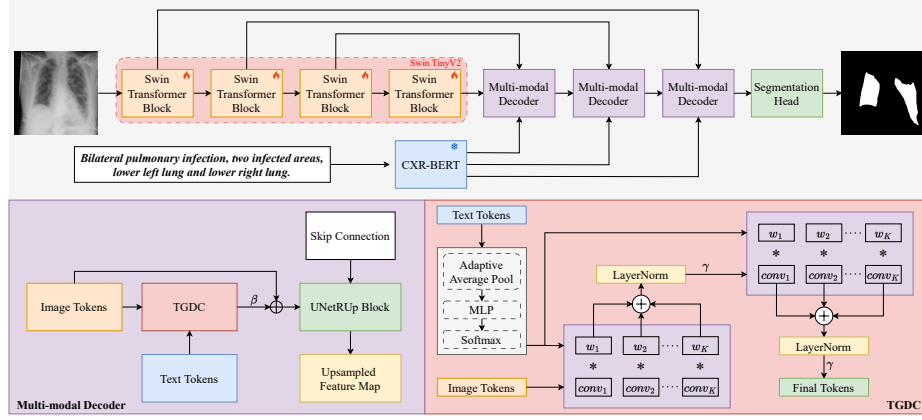 Swin TinyV2
Swin
Transformer
Block
Swin
Transformer
Block
Swin
Transformer
Block
Swin
Transformer
Block
Multi-modal
Decoder
Multi-modal
Decoder
Multi-modal
Decoder
Segmentation
Head
Bilateral pulmonary infection, two infected areas,
lower left lung and lower right lung.
CXR-BERT
Skip Connection
Image Tokens
TGDC
β
UNetRUp Block
Text Tokens
Upsampled
Feature Map
Multi-modal Decoder
Text Tokens
Adaptive
Average Pool
MLP
Softmax
Image Tokens
LayerNorm
γ
w1 w2 ···· wK
* * *
conv1 conv2 ···· convK
w1 w2 ···· wK
* * *
conv1 conv2 ···· convK
LayerNorm
γ
Final Tokens
TGDC